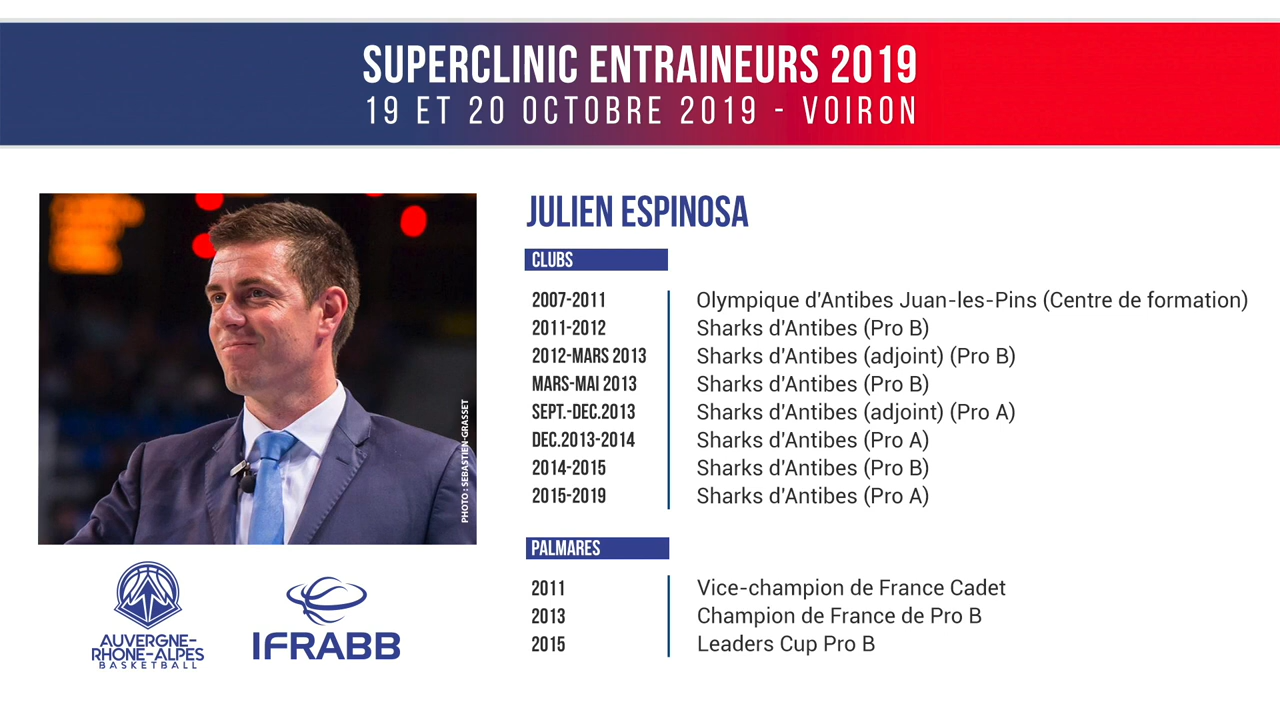 SUPERCLINIC ENTRAINEURS 2019
19 ET 20 OCTOBRE 2019 - VOIRON
JULIEN ESPINOSA
CLUBS
2007-2011 Olympique d'Antibes Juan-les-Pins (Centre de formation)
2011-2012 Sharks d'Antibes (Pro B)
2012-MARS 2013 Sharks d'Antibes (adjoint) (Pro B)
MARS-MAI 2013 Sharks d'Antibes (Pro B)
SEPT.-DEC.2013 Sharks d'Antibes (adjoint) (Pro A)
DEC.2013-2014 Sharks d'Antibes (Pro A)
2014-2015 Sharks d'Antibes (Pro B)
2015-2019 Sharks d'Antibes (Pro A)
PALMARES
2011 Vice-champion de France Cadet
2013 Champion de France de Pro B
2015 Leaders Cup Pro B
PHOTO : SEBASTIEN-GRASSET
AUVERGNE-
RHONE-ALPES
BASKETBALL
IFRABB